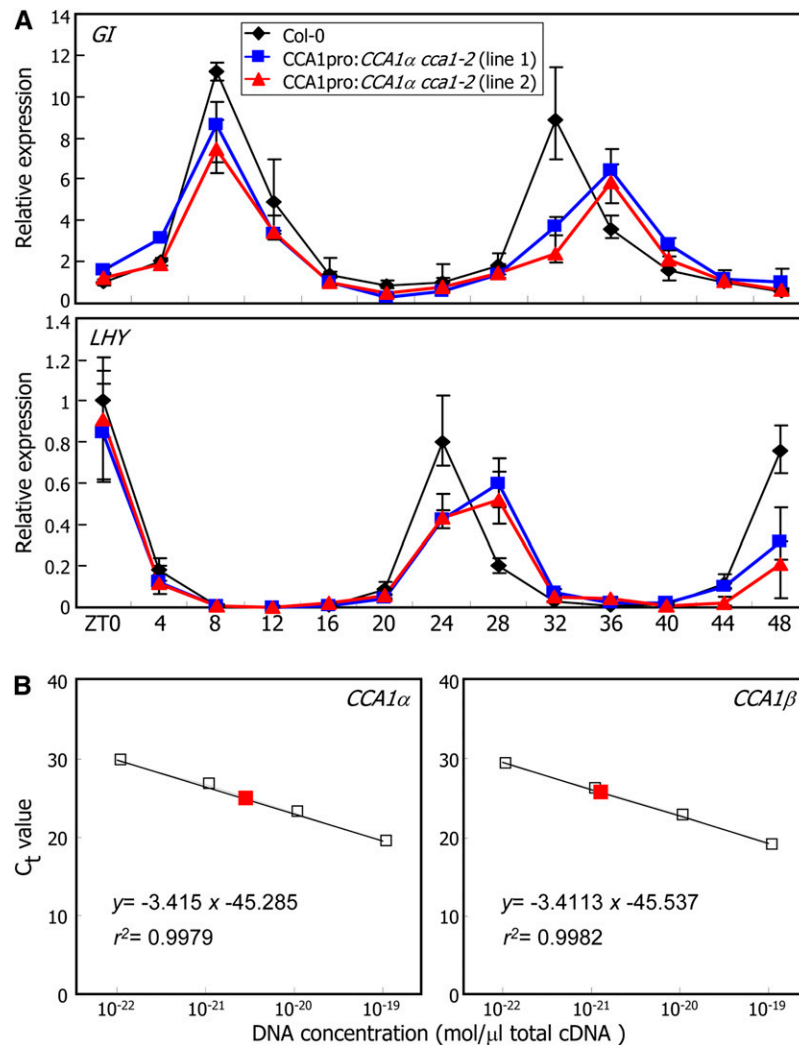 A
GI
Col-0
CCA1pro:CCA1α cca1-2 (line 1)
CCA1pro:CCA1α cca1-2 (line 2)
Relative expression
14
12
10
8
6
4
2
0
LHY
Relative expression
1.4
1.2
1
0.8
0.6
0.4
0.2
0
ZT0 4 8 12 16 20 24 28 32 36 40 44 48
B
CCA1α
Ct value
40
30
20
10
0
y= -3.415 x -45.285
r²= 0.9979
10⁻²² 10⁻²¹ 10⁻²⁰ 10⁻¹⁹
CCA1β
40
30
20
10
0
y= -3.4113 x -45.537
r²= 0.9982
10⁻²² 10⁻²¹ 10⁻²⁰ 10⁻¹⁹
DNA concentration (mol/μl total cDNA )